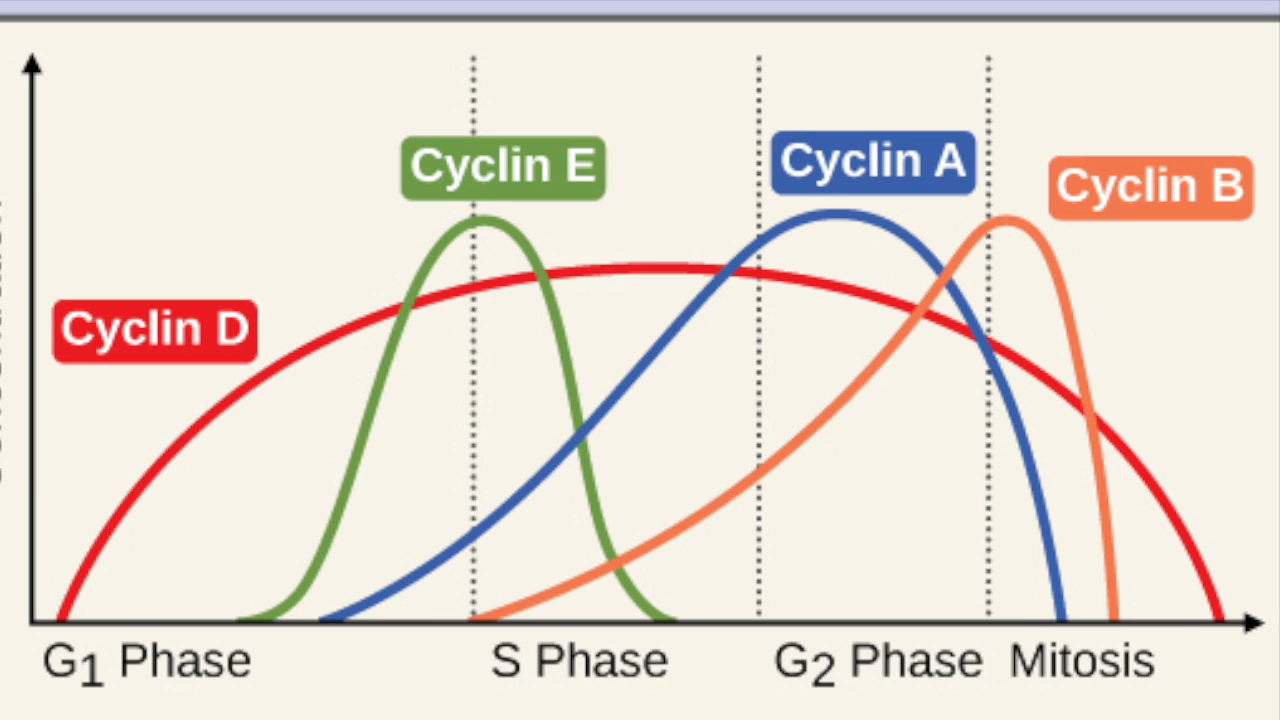 Cyclin E
Cyclin A
Cyclin B
Cyclin D
G1 Phase
S Phase
G2 Phase
Mitosis